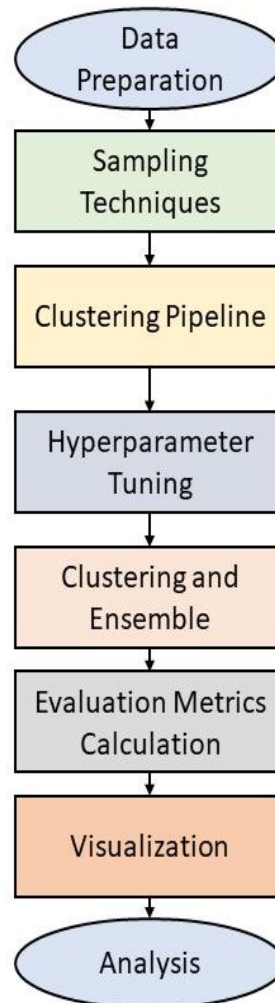 Data
Preparation
Sampling
Techniques
Clustering Pipeline
Hyperparameter
Tuning
Clustering and
Ensemble
Evaluation Metrics
Calculation
Visualization
Analysis